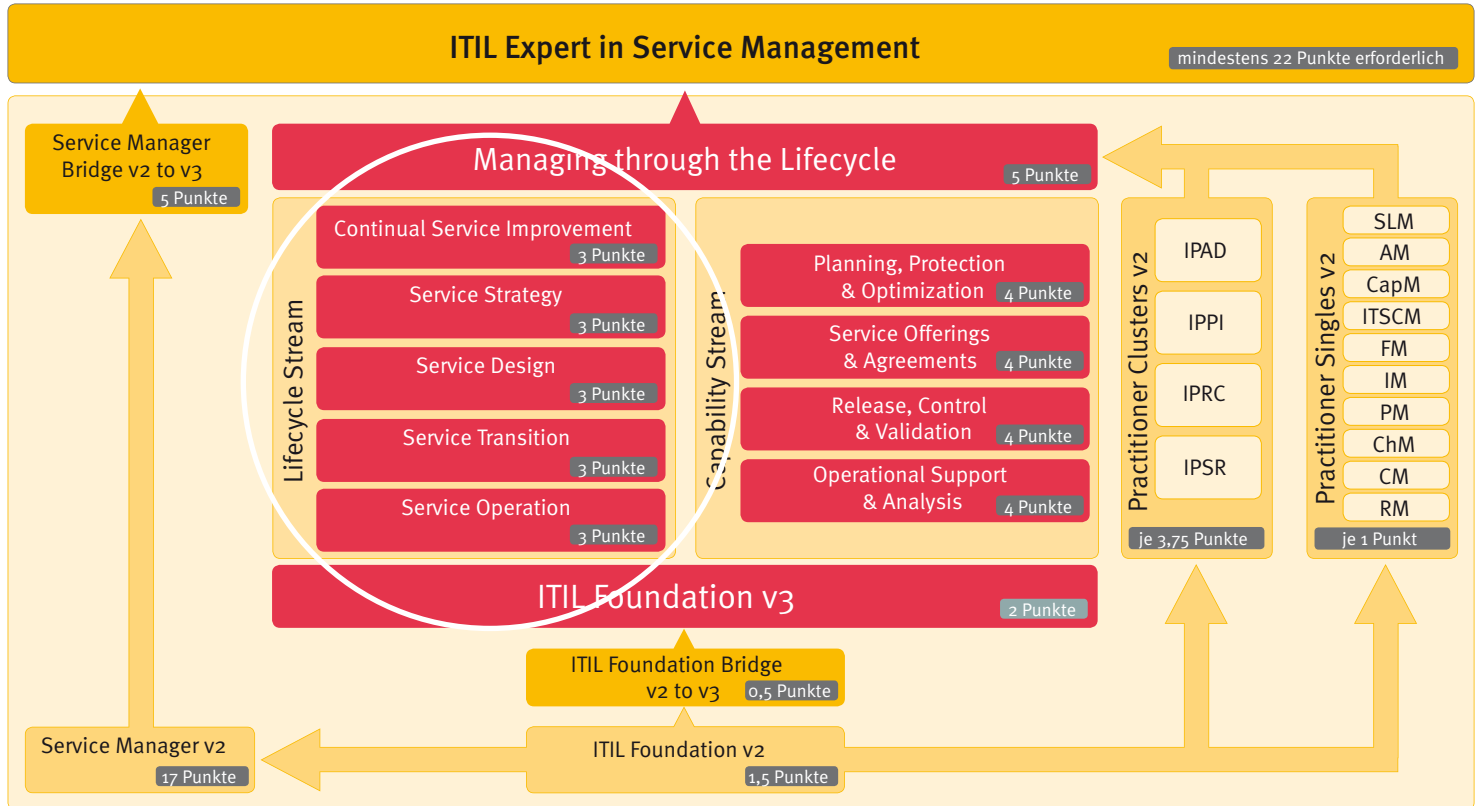 ITIL Expert in Service Management
mindestens 22 Punkte erforderlich
Service Manager
Bridge v2 to v3
5 Punkte
Managing through the Lifecycle
5 Punkte
Lifecycle Stream
Continual Service Improvement
3 Punkte
Service Strategy
3 Punkte
Service Design
3 Punkte
Service Transition
3 Punkte
Service Operation
3 Punkte
Capability Stream
Planning, Protection
& Optimization
4 Punkte
Service Offerings
& Agreements
4 Punkte
Release, Control
& Validation
4 Punkte
Operational Support
& Analysis
4 Punkte
Practitioner Clusters v2
IPAD
IPPI
IPRC
IPSR
je 3,75 Punkte
Practitioner Singles v2
SLM
AM
CapM
ITSCM
FM
IM
PM
ChM
CM
RM
je 1 Punkt
ITIL Foundation v3
2 Punkte
ITIL Foundation Bridge
v2 to v3
0,5 Punkte
Service Manager v2
17 Punkte
ITIL Foundation v2
1,5 Punkte